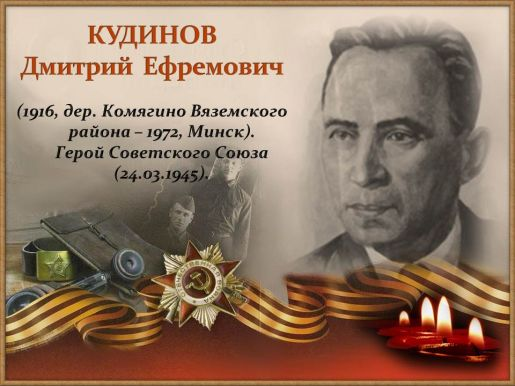 КУДИНОВ
Дмитрий Ефремович
(1916, дер. Комягино Вяземского
района – 1972, Минск).
Герой Советского Союза
(24.03.1945).